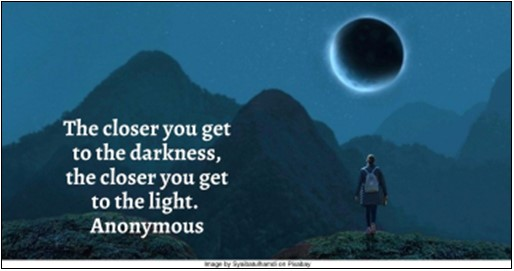 The closer you get
to the darkness,
the closer you get
to the light.
Anonymous
Image by Syaibatulhamdi on Pixabay